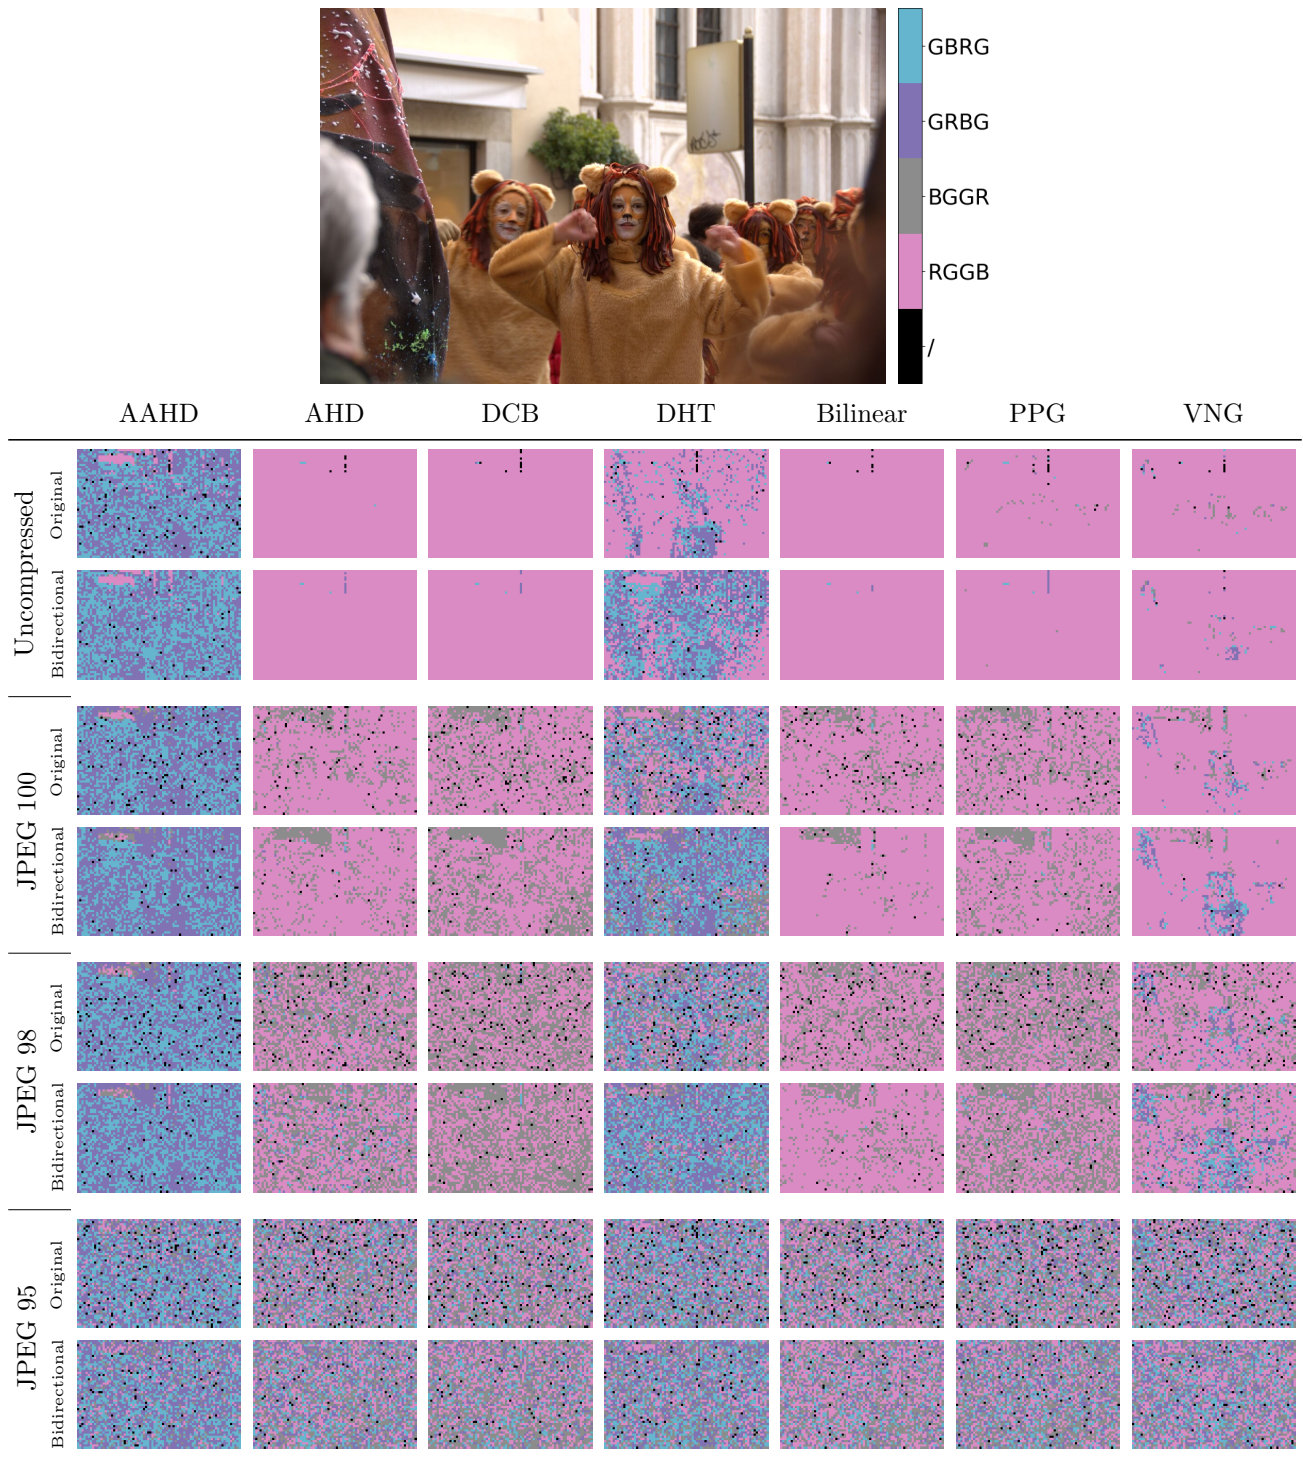 GBRG
GRBG
BGGR
RGGB
/
AAHD AHD DCB DHT Bilinear PPG VNG
Uncompressed
Original
Bidirectional
JPEG 100
Original
Bidirectional
JPEG 98
Original
Bidirectional
JPEG 95
Original
Bidirectional